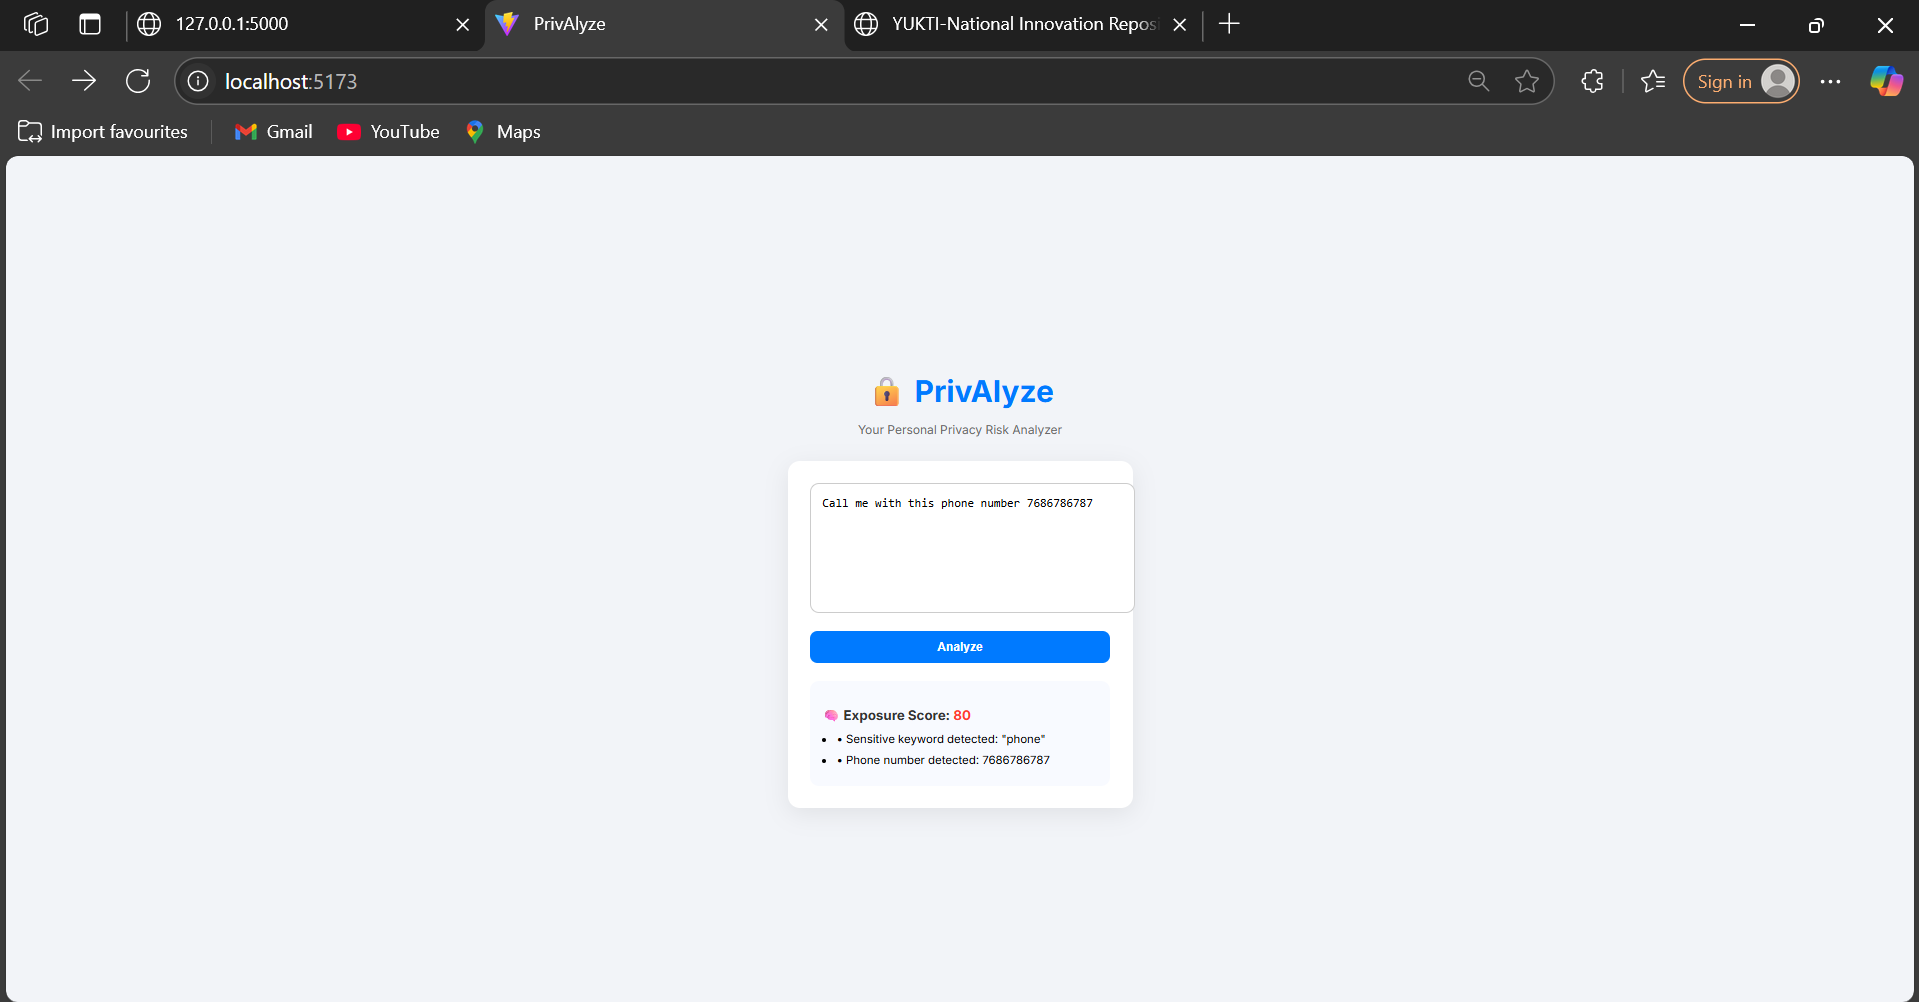 127.0.0.1:5000
PrivAlyze
YUKTI-National Innovation Repos
localhost:5173
Sign in
Import favourites
Gmail
YouTube
Maps
PrivAlyze
Your Personal Privacy Risk Analyzer
Call me with this phone number 7686786787
Analyze
Exposure Score: 80
• • Sensitive keyword detected: "phone"
• • Phone number detected: 7686786787